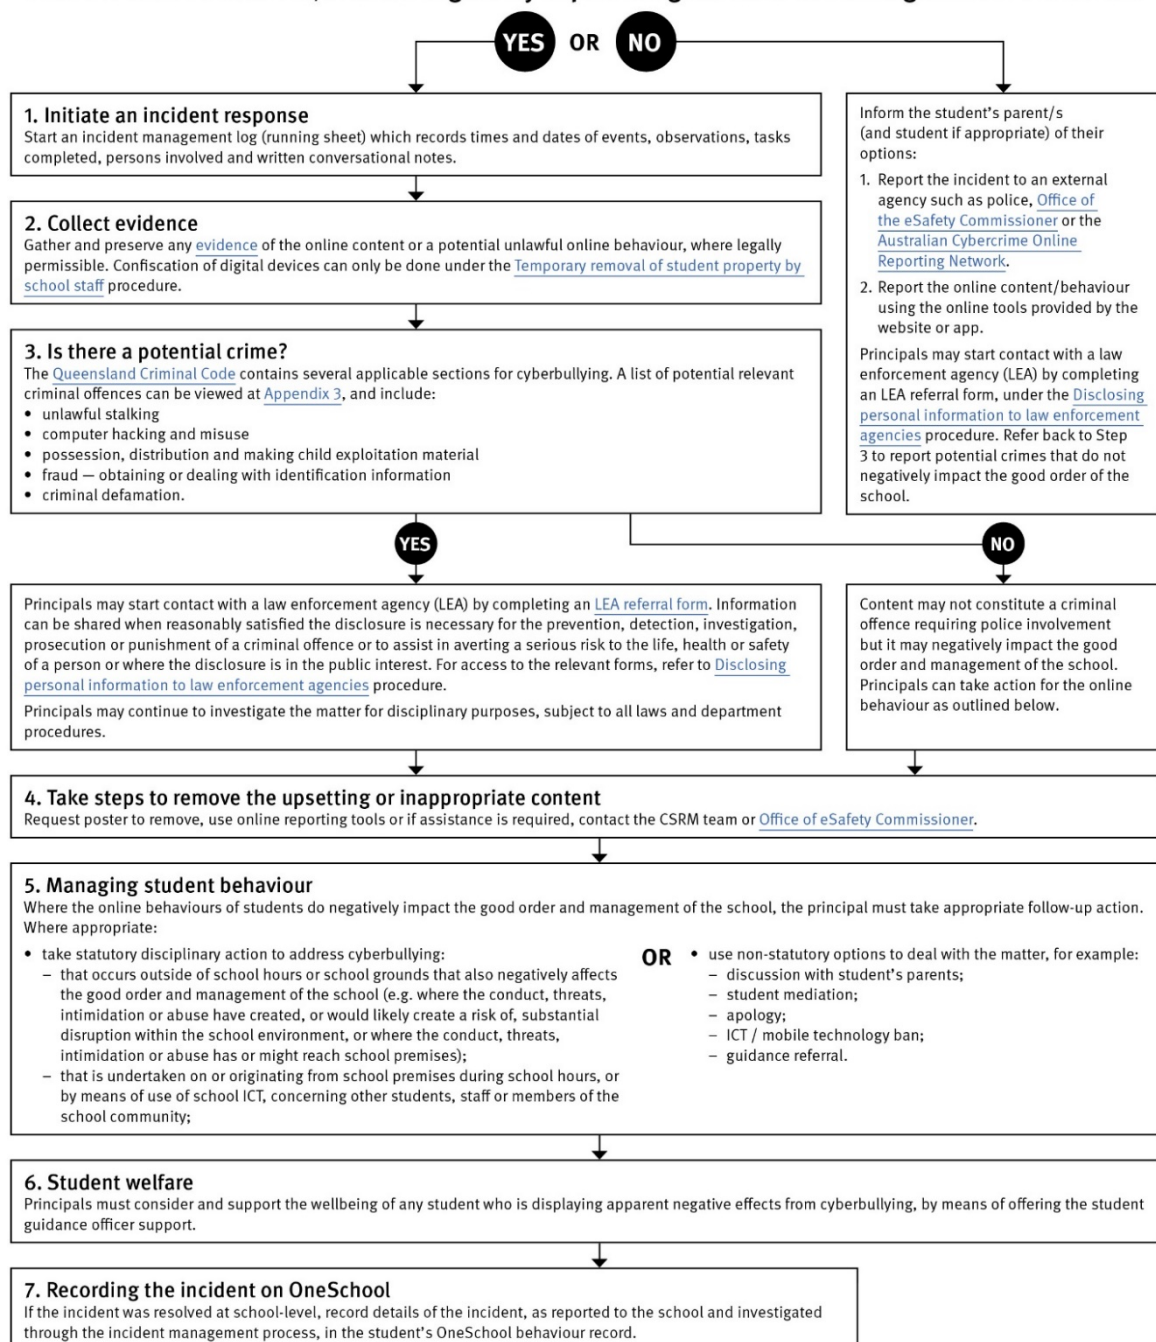 YES OR NO
1. Initiate an incident response
Start an incident management log (running sheet) which records times and dates of events, observations, tasks
completed, persons involved and written conversational notes.
2. Collect evidence
Gather and preserve any evidence of the online content or a potential unlawful online behaviour, where legally
permissible. Confiscation of digital devices can only be done under the Temporary removal of student property by
school staff procedure.
3. Is there a potential crime?
The Queensland Criminal Code contains several applicable sections for cyberbullying. A list of potential relevant
criminal offences can be viewed at Appendix 3, and include:
• unlawful stalking
• computer hacking and misuse
• possession, distribution and making child exploitation material
• fraud — obtaining or dealing with identification information
• criminal defamation.
Inform the student's parent/s
(and student if appropriate) of their
options:
1. Report the incident to an external
agency such as police, Office of
the eSafety Commissioner or the
Australian Cybercrime Online
Reporting Network.
2. Report the online content/behaviour
using the online tools provided by the
website or app.
Principals may start contact with a law
enforcement agency (LEA) by completing
an LEA referral form, under the Disclosing
personal information to law enforcement
agencies procedure. Refer back to Step
3 to report potential crimes that do not
negatively impact the good order of the
school.
YES
NO
Principals may start contact with a law enforcement agency (LEA) by completing an LEA referral form. Information
can be shared when reasonably satisfied the disclosure is necessary for the prevention, detection, investigation,
prosecution or punishment of a criminal offence or to assist in averting a serious risk to the life, health or safety
of a person or where the disclosure is in the public interest. For access to the relevant forms, refer to Disclosing
personal information to law enforcement agencies procedure.
Principals may continue to investigate the matter for disciplinary purposes, subject to all laws and department
procedures.
Content may not constitute a criminal
offence requiring police involvement
but it may negatively impact the good
order and management of the school.
Principals can take action for the online
behaviour as outlined below.
4. Take steps to remove the upsetting or inappropriate content
Request poster to remove, use online reporting tools or if assistance is required, contact the CSRM team or Office of eSafety Commissioner.
5. Managing student behaviour
Where the online behaviours of students do negatively impact the good order and management of the school, the principal must take appropriate follow-up action.
Where appropriate:
• take statutory disciplinary action to address cyberbullying:
– that occurs outside of school hours or school grounds that also negatively affects
the good order and management of the school (e.g. where the conduct, threats,
intimidation or abuse have created, or would likely create a risk of, substantial
disruption within the school environment, or where the conduct, threats,
intimidation or abuse has or might reach school premises);
– that is undertaken on or originating from school premises during school hours, or
by means of use of school ICT, concerning other students, staff or members of the
school community;
OR
• use non-statutory options to deal with the matter, for example:
– discussion with student's parents;
– student mediation;
– apology;
– ICT / mobile technology ban;
– guidance referral.
6. Student welfare
Principals must consider and support the wellbeing of any student who is displaying apparent negative effects from cyberbullying, by means of offering the student
guidance officer support.
7. Recording the incident on OneSchool
If the incident was resolved at school-level, record details of the incident, as reported to the school and investigated
through the incident management process, in the student's OneSchool behaviour record.